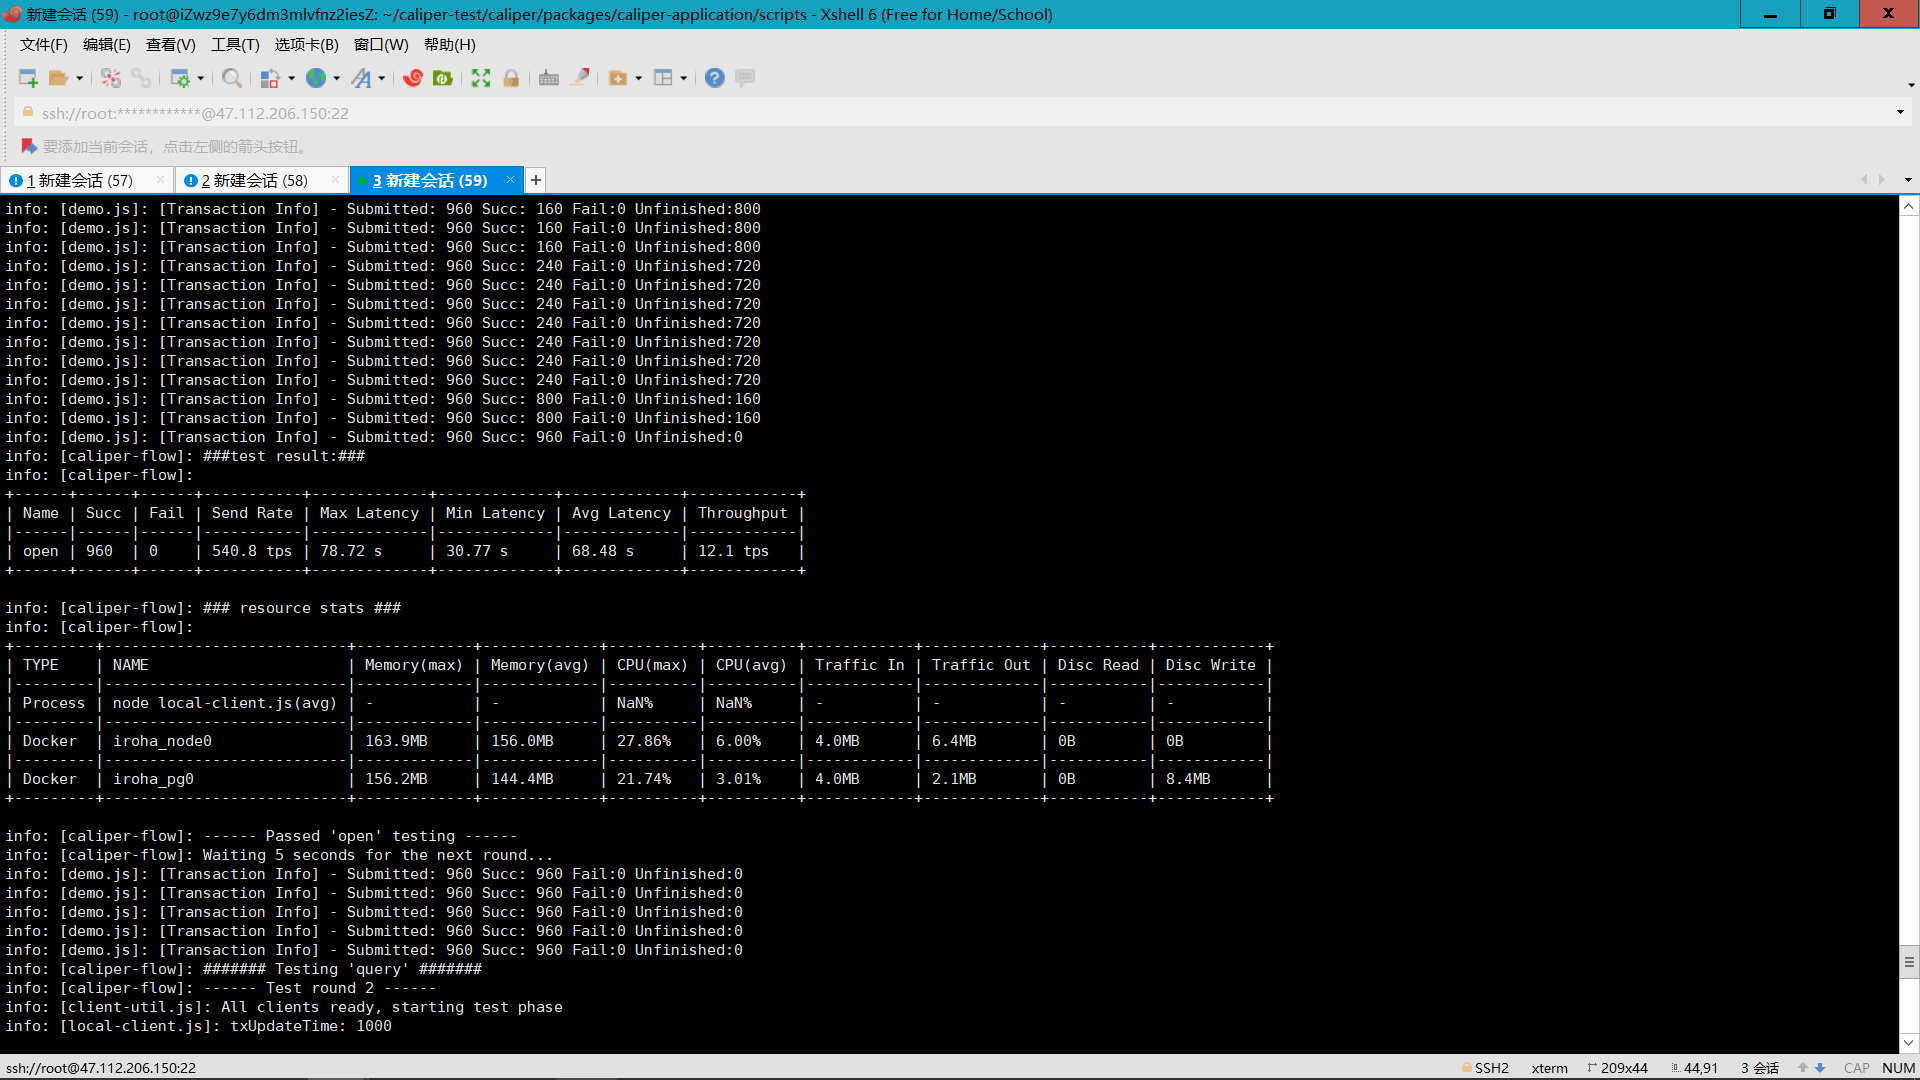 新建会话 (59) - root@iZwz9e7y6dm3mlvfnz2iesZ: ~/caliper-test/caliper/packages/caliper-application/scripts - Xshell 6 (Free for Home/School)
文件(F) 编辑(E) 查看(V) 工具(T) 选项卡(B) 窗口(W) 帮助(H)
ssh://root:************@47.112.206.150:22
要添加当前会话，点击左侧的箭头按钮。
1 新建会话 (57) 2 新建会话 (58) 3 新建会话 (59) +
info: [demo.js]: [Transaction Info] - Submitted: 960 Succ: 160 Fail:0 Unfinished:800
info: [demo.js]: [Transaction Info] - Submitted: 960 Succ: 160 Fail:0 Unfinished:800
info: [demo.js]: [Transaction Info] - Submitted: 960 Succ: 160 Fail:0 Unfinished:800
info: [demo.js]: [Transaction Info] - Submitted: 960 Succ: 240 Fail:0 Unfinished:720
info: [demo.js]: [Transaction Info] - Submitted: 960 Succ: 240 Fail:0 Unfinished:720
info: [demo.js]: [Transaction Info] - Submitted: 960 Succ: 240 Fail:0 Unfinished:720
info: [demo.js]: [Transaction Info] - Submitted: 960 Succ: 240 Fail:0 Unfinished:720
info: [demo.js]: [Transaction Info] - Submitted: 960 Succ: 240 Fail:0 Unfinished:720
info: [demo.js]: [Transaction Info] - Submitted: 960 Succ: 240 Fail:0 Unfinished:720
info: [demo.js]: [Transaction Info] - Submitted: 960 Succ: 240 Fail:0 Unfinished:720
info: [demo.js]: [Transaction Info] - Submitted: 960 Succ: 800 Fail:0 Unfinished:160
info: [demo.js]: [Transaction Info] - Submitted: 960 Succ: 800 Fail:0 Unfinished:160
info: [demo.js]: [Transaction Info] - Submitted: 960 Succ: 960 Fail:0 Unfinished:0
info: [caliper-flow]: ###test result:###
info: [caliper-flow]:
+------+------+------+-----------+-------------+-------------+-------------+------------+
| Name | Succ | Fail | Send Rate | Max Latency | Min Latency | Avg Latency | Throughput |
|------|------|------|-----------|-------------|-------------|-------------|------------|
| open | 960  | 0    | 540.8 tps | 78.72 s     | 30.77 s     | 68.48 s     | 12.1 tps   |
+------+------+------+-----------+-------------+-------------+-------------+------------+
info: [caliper-flow]: ### resource stats ###
info: [caliper-flow]:
+---------+---------------------------+-------------+-------------+----------+----------+------------+-------------+-----------+------------+
| TYPE    | NAME                      | Memory(max) | Memory(avg) | CPU(max) | CPU(avg) | Traffic In | Traffic Out | Disc Read | Disc Write |
|---------|---------------------------|-------------|-------------|----------|----------|------------|-------------|-----------|------------|
| Process | node local-client.js(avg) | -           | -           | NaN%     | NaN%     | -          | -           | -         | -          |
|---------|---------------------------|-------------|-------------|----------|----------|------------|-------------|-----------|------------|
| Docker  | iroha_node0               | 163.9MB     | 156.0MB     | 27.86%   | 6.00%    | 4.0MB      | 6.4MB       | 0B        | 0B         |
|---------|---------------------------|-------------|-------------|----------|----------|------------|-------------|-----------|------------|
| Docker  | iroha_pg0                 | 156.2MB     | 144.4MB     | 21.74%   | 3.01%    | 4.0MB      | 2.1MB       | 0B        | 8.4MB      |
+---------+---------------------------+-------------+-------------+----------+----------+------------+-------------+-----------+------------+
info: [caliper-flow]: ------ Passed 'open' testing ------
info: [caliper-flow]: Waiting 5 seconds for the next round...
info: [demo.js]: [Transaction Info] - Submitted: 960 Succ: 960 Fail:0 Unfinished:0
info: [demo.js]: [Transaction Info] - Submitted: 960 Succ: 960 Fail:0 Unfinished:0
info: [demo.js]: [Transaction Info] - Submitted: 960 Succ: 960 Fail:0 Unfinished:0
info: [demo.js]: [Transaction Info] - Submitted: 960 Succ: 960 Fail:0 Unfinished:0
info: [demo.js]: [Transaction Info] - Submitted: 960 Succ: 960 Fail:0 Unfinished:0
info: [caliper-flow]: ####### Testing 'query' #######
info: [caliper-flow]: ------ Test round 2 ------
info: [client-util.js]: All clients ready, starting test phase
info: [local-client.js]: txUpdateTime: 1000
ssh://root@47.112.206.150:22 SSH2 xterm 209x44 44,91 3 会话 CAP NUM